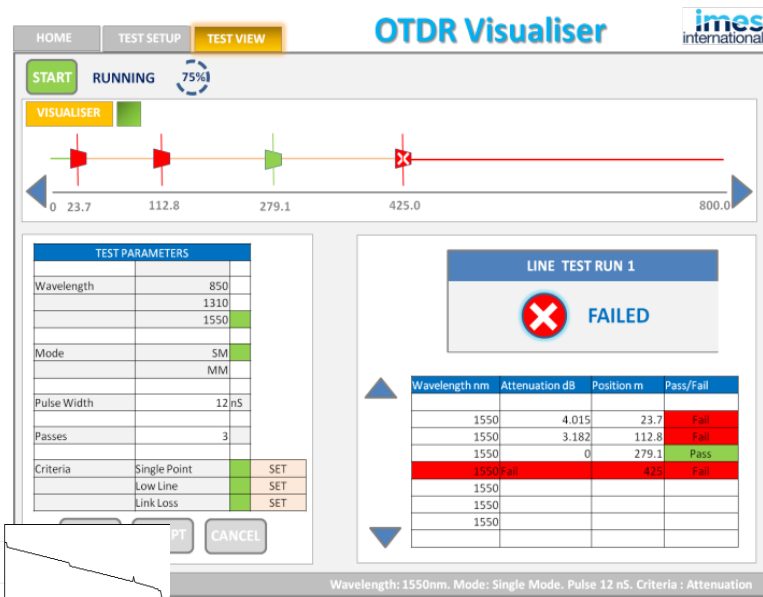 HOME TEST SETUP TEST VIEW OTDR Visualiser imes
international
START RUNNING 75%
VISUALISER
0 23.7 112.8 279.1 425.0 800.0
TEST PARAMETERS
Wavelength 850
1310
1550
Mode SM
MM
Pulse Width 12 nS
Passes 3
Criteria Single Point SET
Low Line SET
Link Loss SET
PT CANCEL
LINE TEST RUN 1
FAILED
Wavelength nm Attenuation dB Position m Pass/Fail
1550 4.015 23.7 Fail
1550 3.182 112.8 Fail
1550 0 279.1 Pass
1550 Fail 425 Fail
1550
1550
1550
Wavelength: 1550nm. Mode: Single Mode. Pulse 12 nS. Criteria : Attenuation